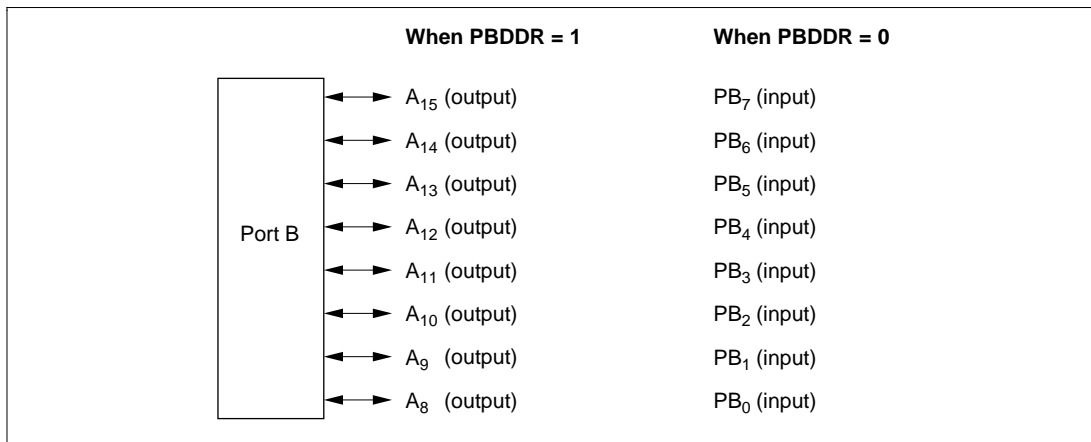 When PBDDR = 1 When PBDDR = 0
A15 (output) PB7 (input)
A14 (output) PB6 (input)
A13 (output) PB5 (input)
Port B A12 (output) PB4 (input)
A11 (output) PB3 (input)
A10 (output) PB2 (input)
A9 (output) PB1 (input)
A8 (output) PB0 (input)